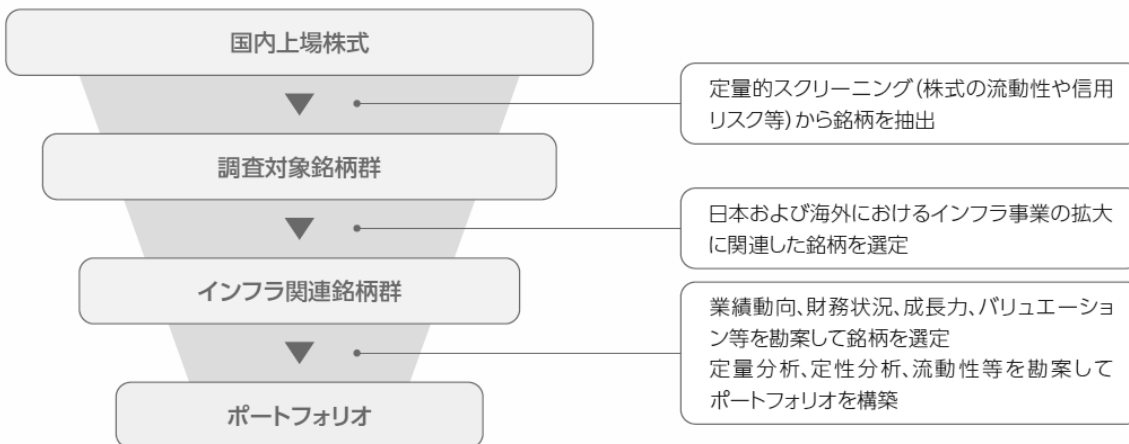 国内上場株式
定量的スクリーニング(株式の流動性や信用
リスク等)から銘柄を抽出
調査対象銘柄群
日本および海外におけるインフラ事業の拡大
に関連した銘柄を選定
インフラ関連銘柄群
業績動向、財務状況、成長力、バリュエーショ
ン等を勘案して銘柄を選定
定量分析、定性分析、流動性等を勘案して
ポートフォリオを構築
ポートフォリオ